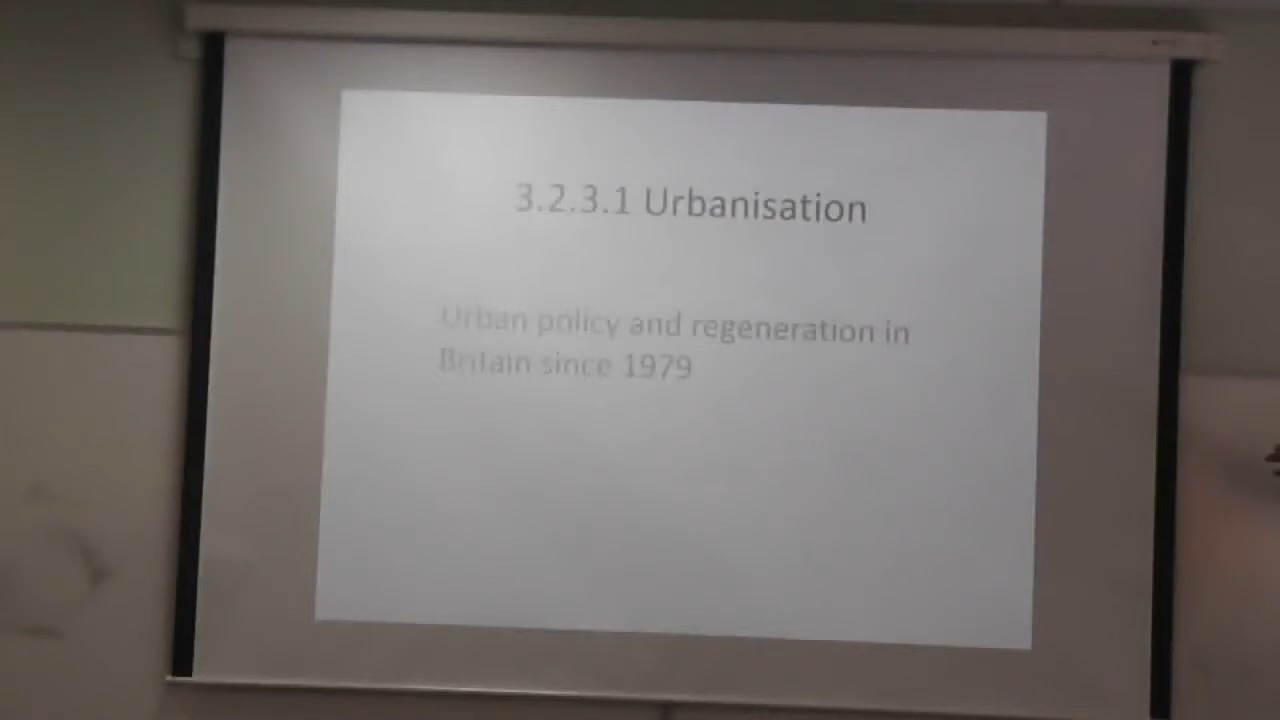 3.2.3.1 Urbanisation
Urban policy and regeneration in
Britain since 1979